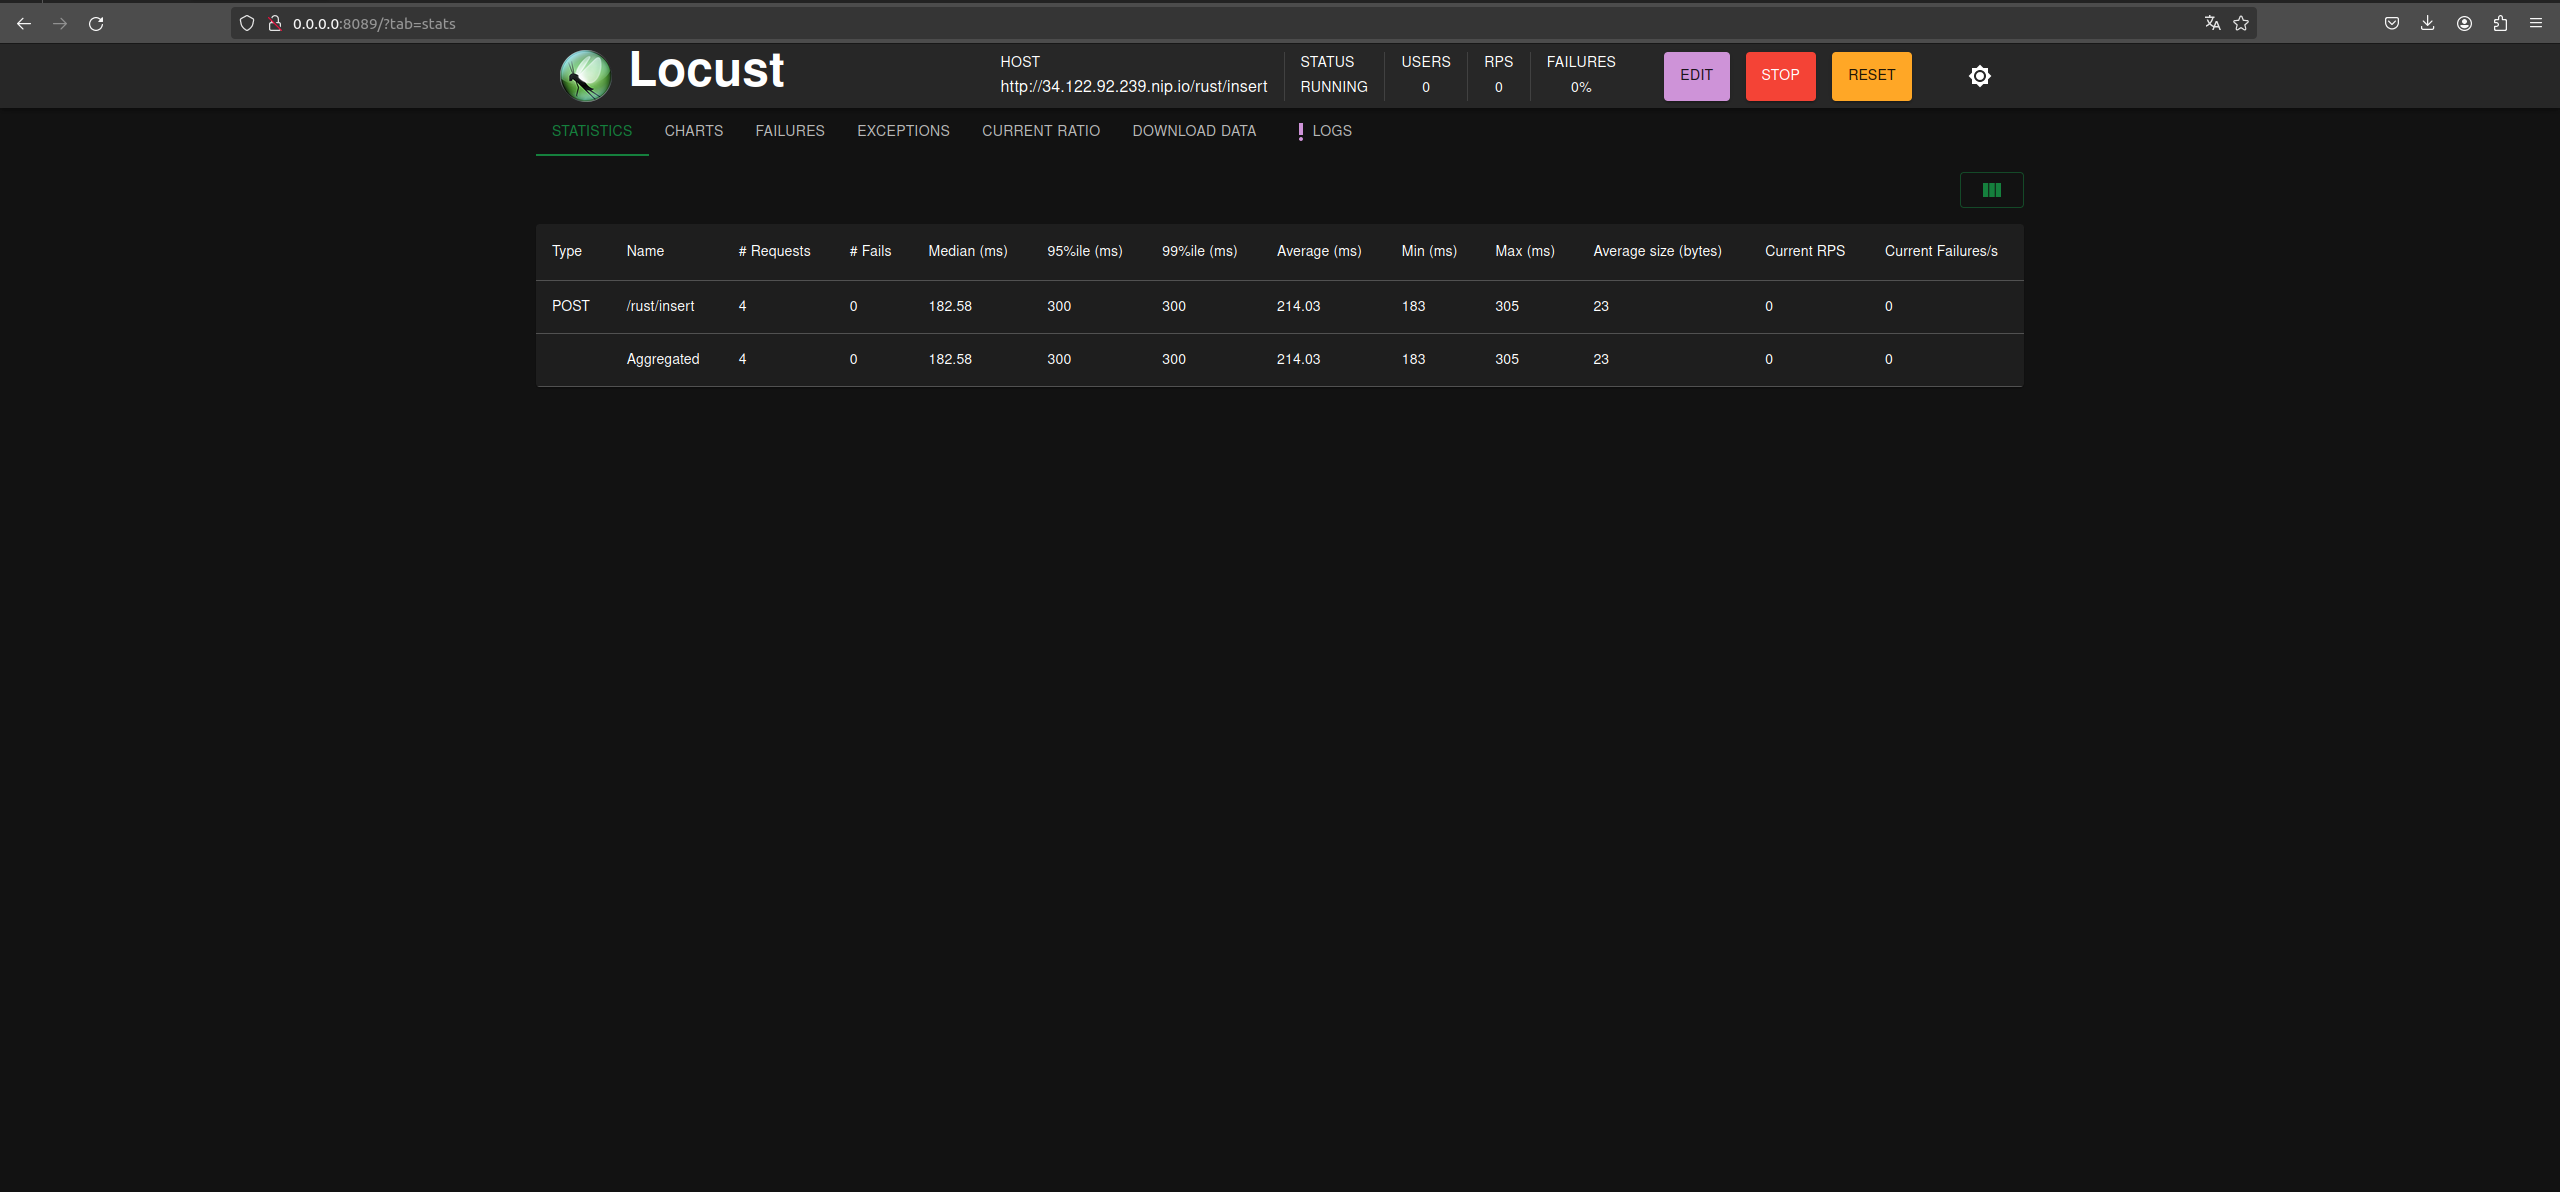 0.0.0.0:8089/?tab=stats
Locust
HOST
http://34.122.92.239.nip.io/rust/insert
STATUS
RUNNING
USERS
0
RPS
0
FAILURES
0%
EDIT
STOP
RESET
STATISTICS CHARTS FAILURES EXCEPTIONS CURRENT RATIO DOWNLOAD DATA ! LOGS
Type Name # Requests # Fails Median (ms) 95%ile (ms) 99%ile (ms) Average (ms) Min (ms) Max (ms) Average size (bytes) Current RPS Current Failures/s
POST /rust/insert 4 0 182.58 300 300 214.03 183 305 23 0 0
Aggregated 4 0 182.58 300 300 214.03 183 305 23 0 0